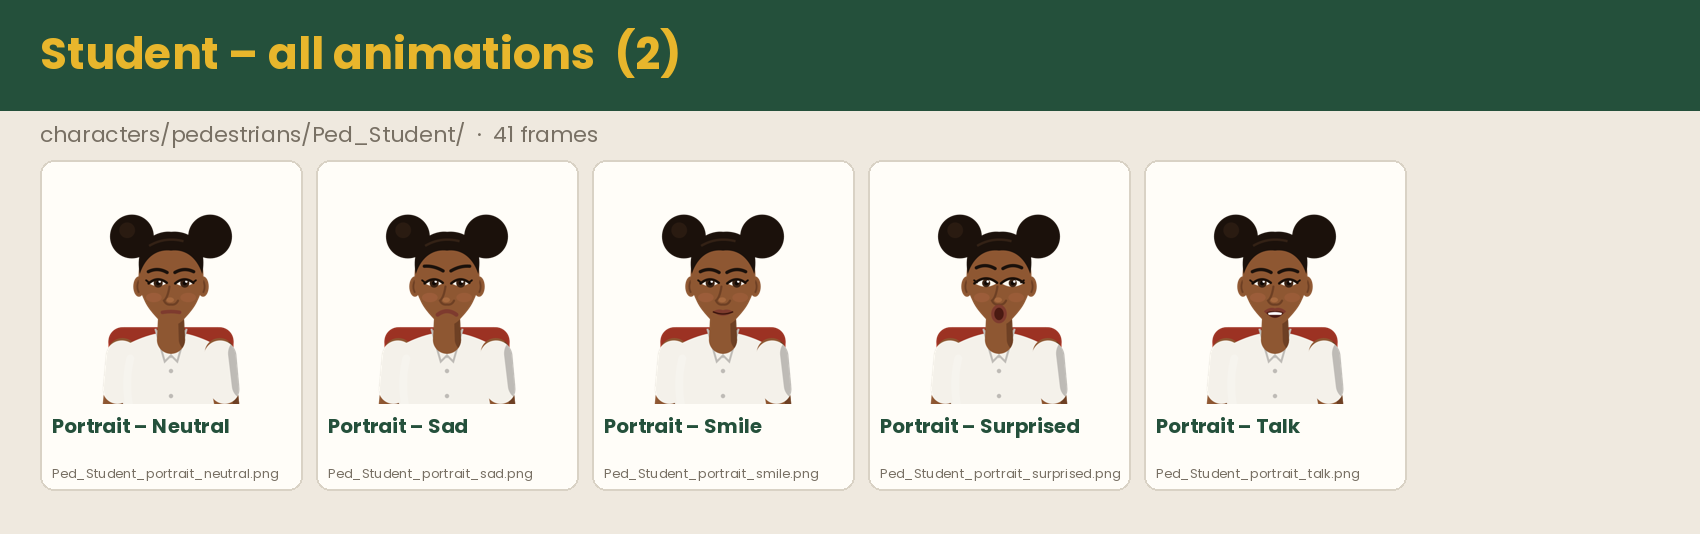 Student – all animations (2)
characters/pedestrians/Ped_Student/ · 41 frames
Portrait – Neutral
Ped_Student_portrait_neutral.png
Portrait – Sad
Ped_Student_portrait_sad.png
Portrait – Smile
Ped_Student_portrait_smile.png
Portrait – Surprised
Ped_Student_portrait_surprised.png
Portrait – Talk
Ped_Student_portrait_talk.png